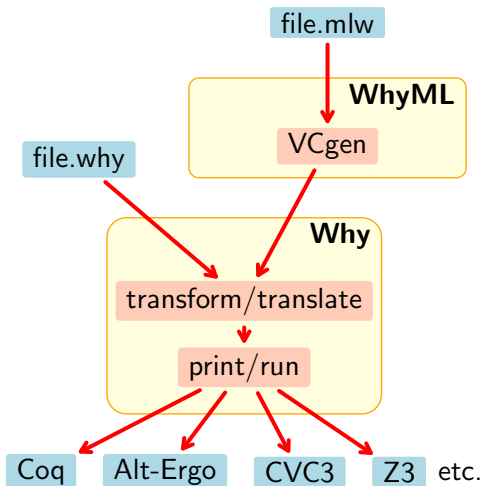 file.mlw
WhyML
VCgen
file.why
Why
transform/translate
print/run
Coq Alt-Ergo CVC3 Z3 etc.